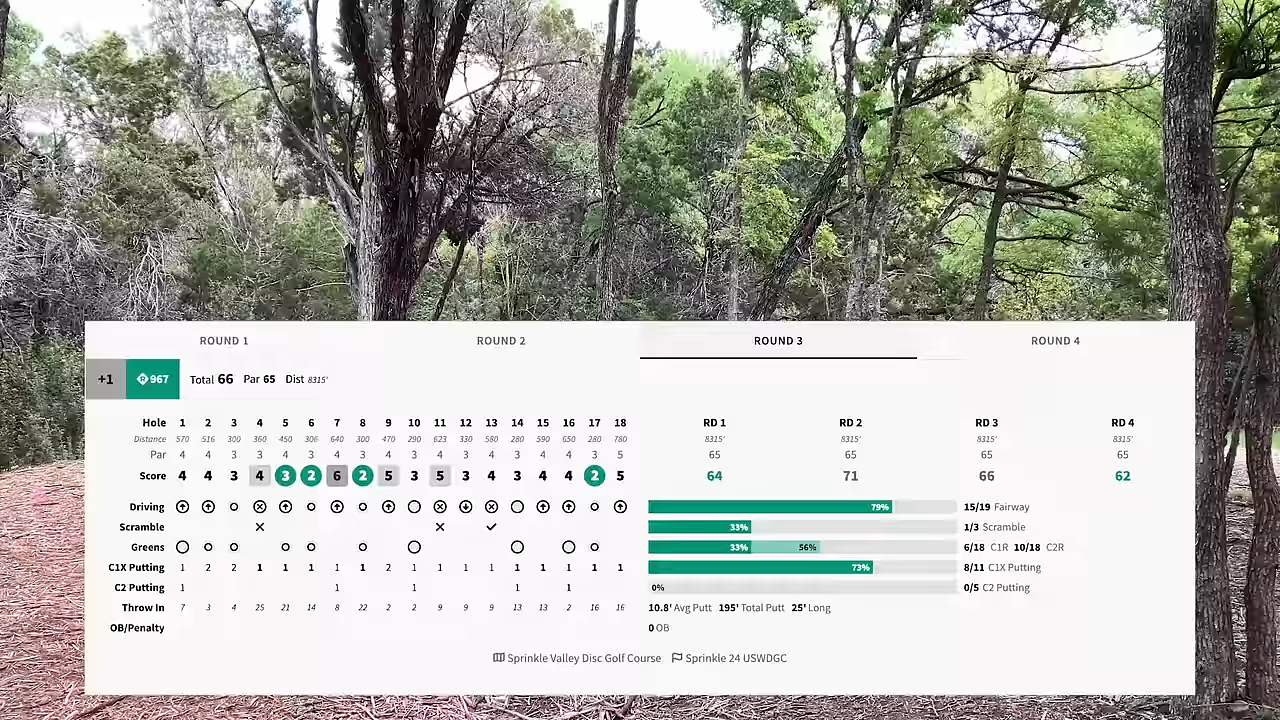 ROUND 1 ROUND 2 ROUND 3 ROUND 4
+1 967 Total 66 Par 65 Dist 8315'
Hole 1 2 3 4 5 6 7 8 9 10 11 12 13 14 15 16 17 18 RD 1 RD 2 RD 3 RD 4
Distance 570 516 300 360 450 306 640 300 470 290 623 330 580 280 590 650 280 780 8315' 8315' 8315' 8315'
Par 4 4 3 3 4 3 4 3 4 3 4 3 4 3 4 4 3 5 65 65 65 65
Score 4 4 3 4 3 2 6 2 5 3 5 3 4 3 4 4 2 5 64 71 66 62
Driving 79% 15/19 Fairway
Scramble 33% 1/3 Scramble
Greens 33% 56% 6/18 C1R 10/18 C2R
C1X Putting 1 2 2 1 1 1 1 1 2 1 1 1 1 1 1 1 1 1 73% 8/11 C1X Putting
C2 Putting 1 1 1 1 1 0% 0/5 C2 Putting
Throw In 7 3 4 25 21 14 8 22 2 2 9 9 9 13 13 2 16 16 10.8' Avg Putt 195' Total Putt 25' Long
OB/Penalty 0 OB
Sprinkle Valley Disc Golf Course Sprinkle 24 USWDGC